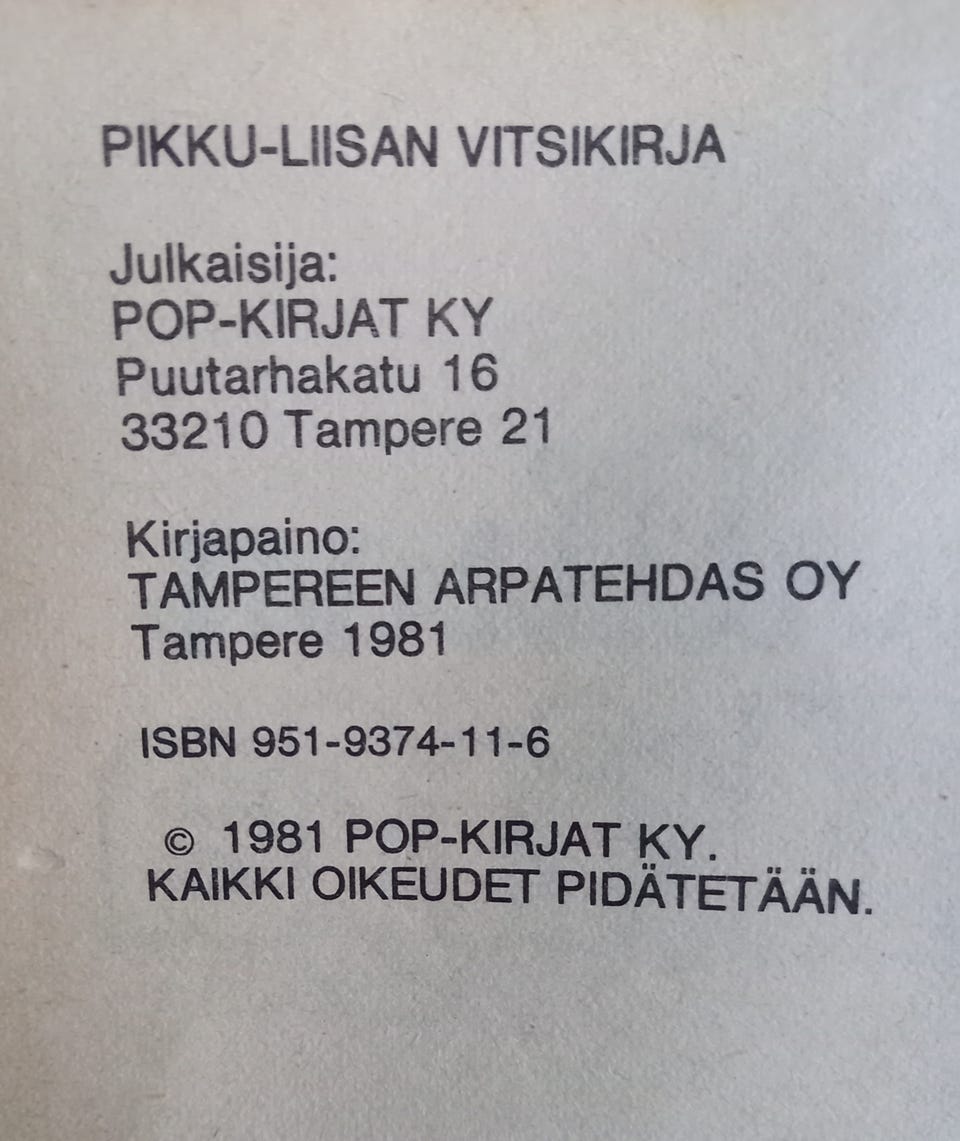 PIKKU-LIISAN VITSIKIRJA
Julkaisija:
POP-KIRJAT KY
Puutarhakatu 16
33210 Tampere 21
Kirjapaino:
TAMPEREEN ARPATEHDAS OY
Tampere 1981
ISBN 951-9374-11-6
© 1981 POP-KIRJAT KY.
KAIKKI OIKEUDET PIDÄTETÄÄN.